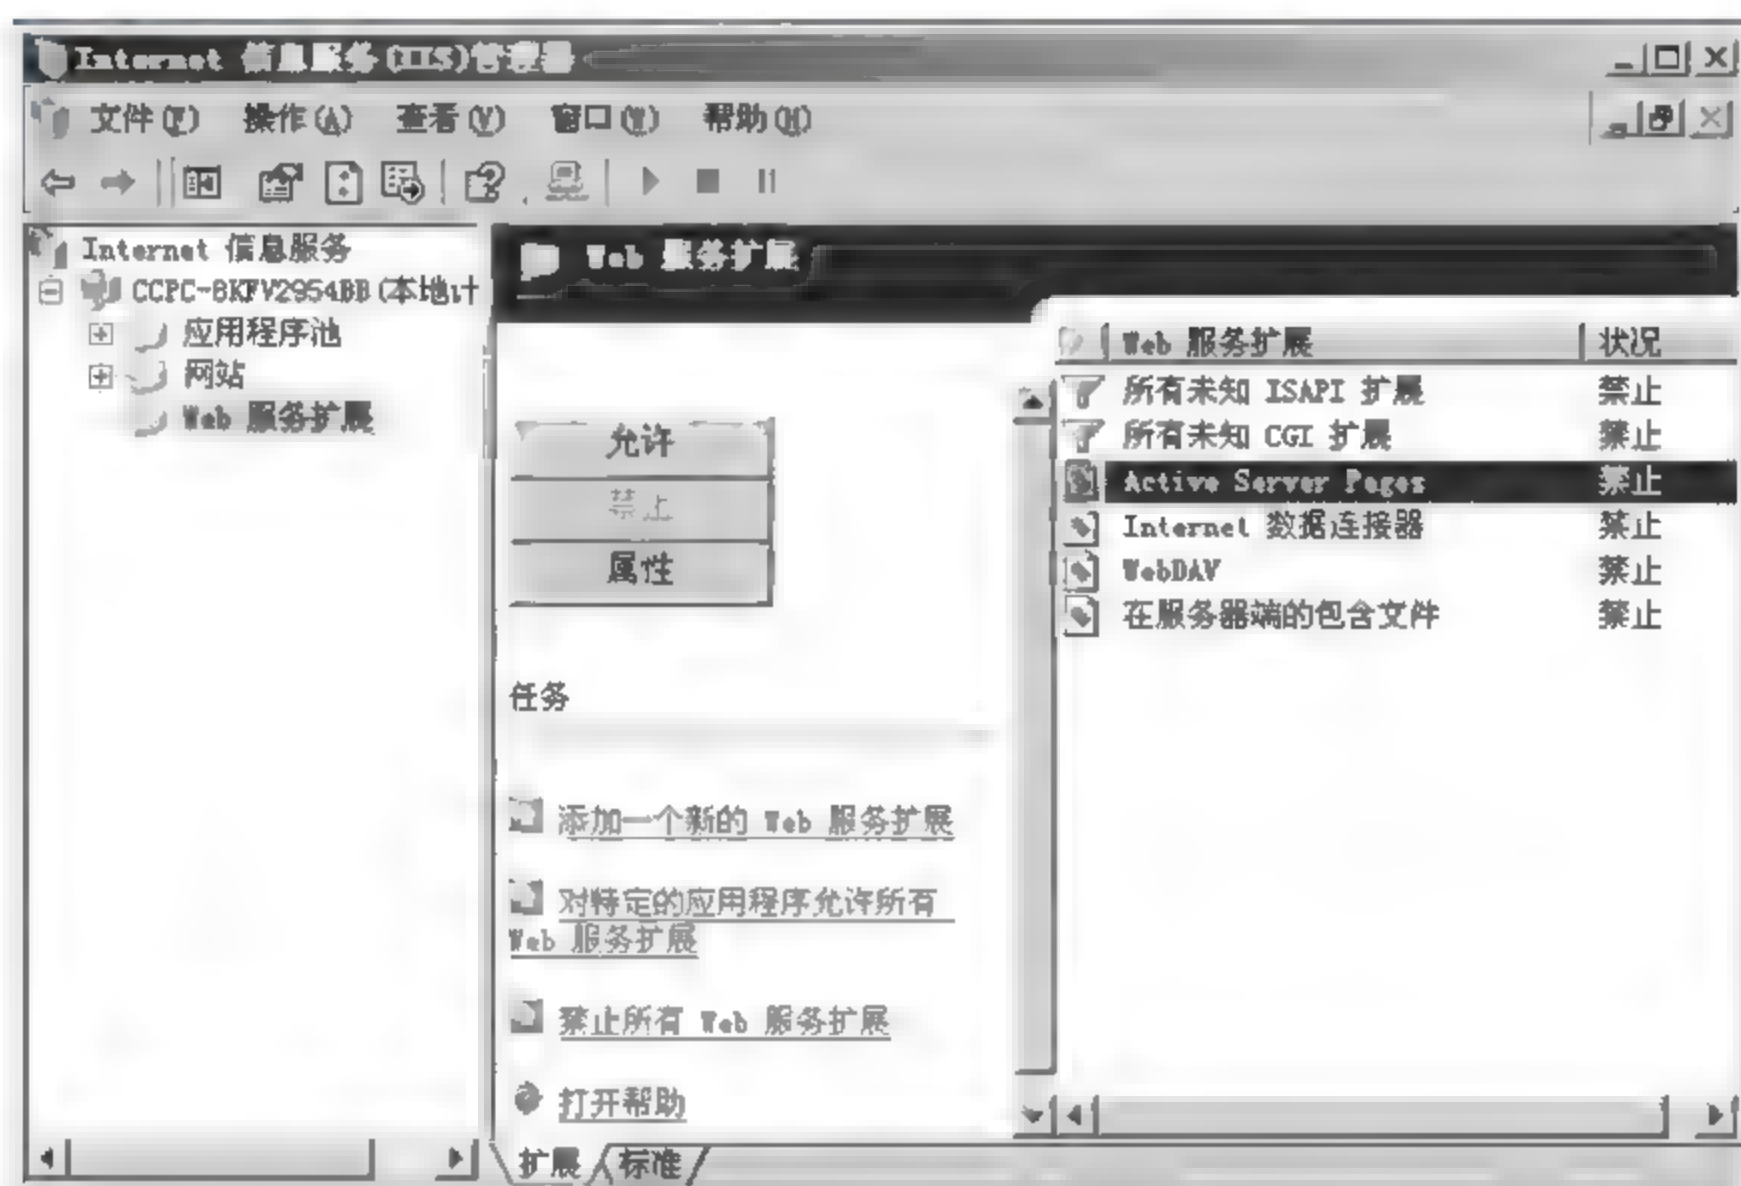 Internet 信息服务(IIS)管理器
文件(F) 操作(A) 查看(V) 窗口(W) 帮助(H)
Internet 信息服务
CCPC-8KFV2954BB(本地计
应用程序池
网站
Web 服务扩展
Web 服务扩展
允许
禁止
属性
任务
添加一个新的 Web 服务扩展
对特定的应用程序允许所有
Web 服务扩展
禁止所有 Web 服务扩展
打开帮助
Web 服务扩展 状况
所有未知 ISAPI 扩展 禁止
所有未知 CGI 扩展 禁止
Active Server Pages 禁止
Internet 数据连接器 禁止
WebDAV 禁止
在服务器端的包含文件 禁止
扩展 标准